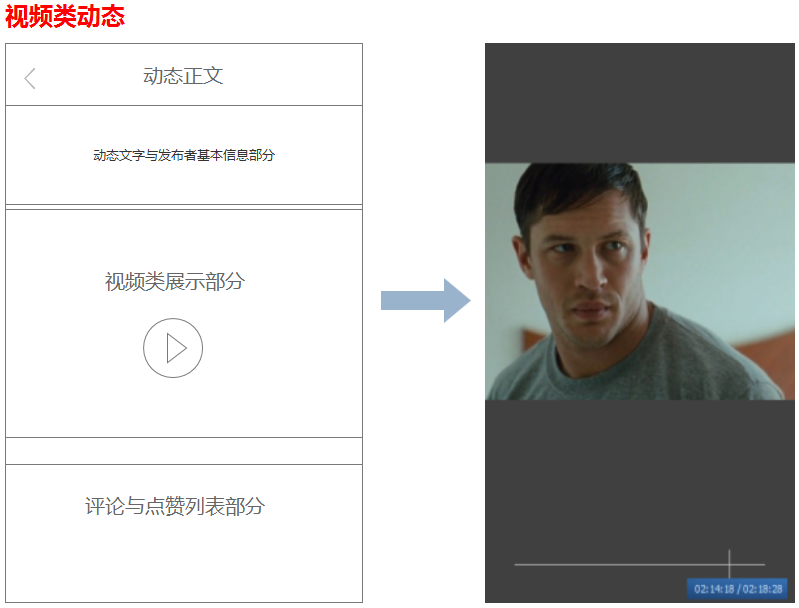 视频类动态
动态正文
动态文字与发布者基本信息部分
视频类展示部分
评论与点赞列表部分
02:14:18 / 02:18:28